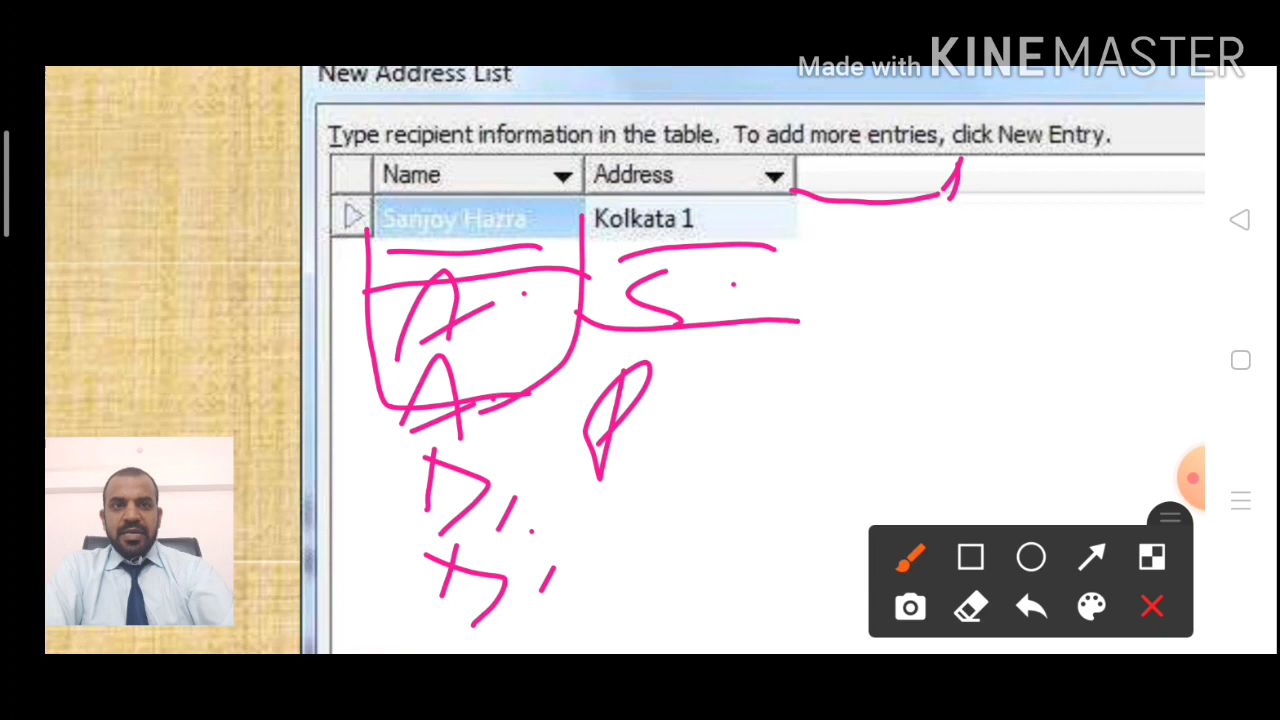 Made with KINEMASTER
New Address List
Type recipient information in the table. To add more entries, click New Entry.
Name Address
Sanjoy Hazra Kolkata 1